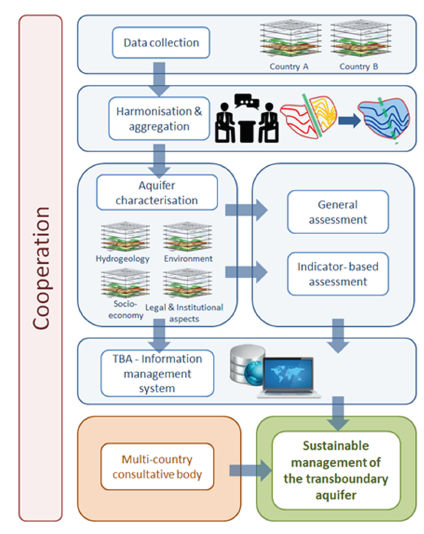 Cooperation
Data collection
Country A
Country B
Harmonisation &
aggregation
Aquifer
characterisation
Hydrogeology
Environment
Socio-
economy
Legal & Institutional
aspects
General
assessment
Indicator-based
assessment
TBA - Information
management
system
Multi-country
consultative body
Sustainable
management of
the transboundary
aquifer